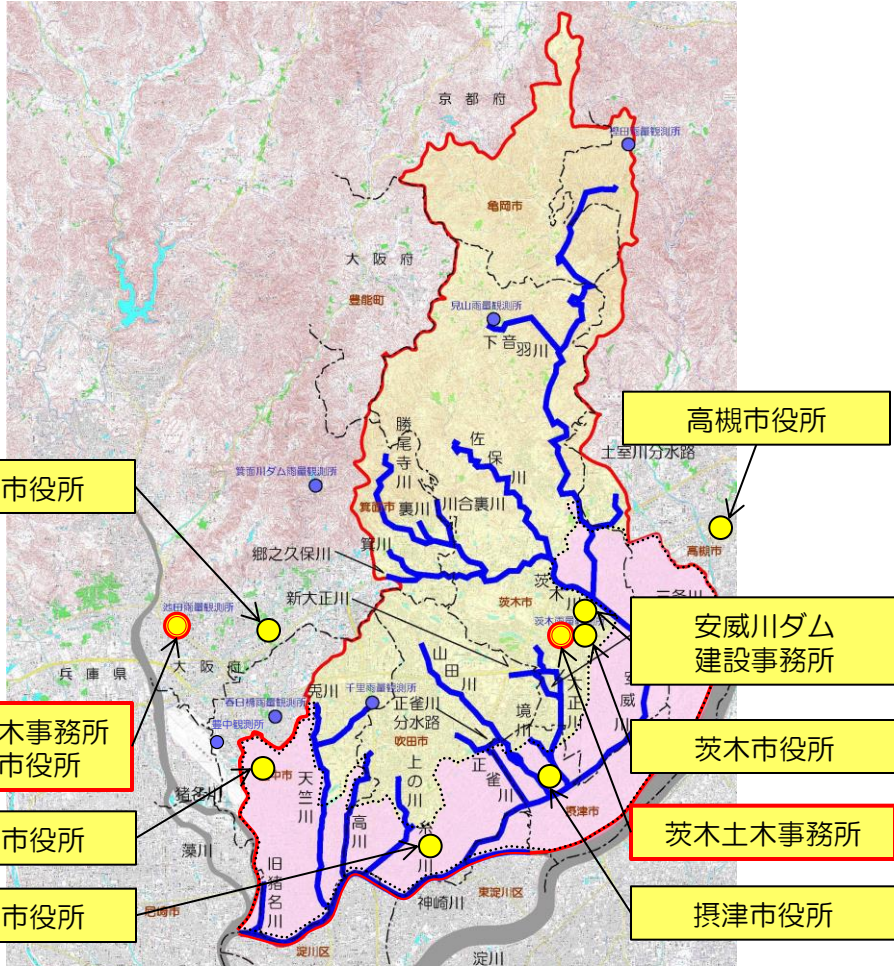 京都府
樫田雨量観測所
亀岡市
大阪府
豊能町
見山雨量観測所
下音羽川
高槻市役所
勝尾寺川
佐保川
土室川分水路
市役所
箕面川ダム雨量観測所
箕面市
裏川
川合裏川
高槻市
箕川
郷之久保川
茨木川
新大正川
茨木市
池田雨量観測所
安威川ダム
建設事務所
兵庫県
大阪府
山田川
安威川
千里雨量観測所
兎川
正雀川
分水路
大正川
境川
春日橋雨量観測所
豊中観測所
木事務所
市役所
吹田市
茨木市役所
中市
天竺川
上の川
正雀川
猪名川
摂津市
高川
市役所
茨木土木事務所
糸川
藻川
旧猪名川
東淀川区
神崎川
市役所
摂津市役所
尼崎市
淀川区
淀川